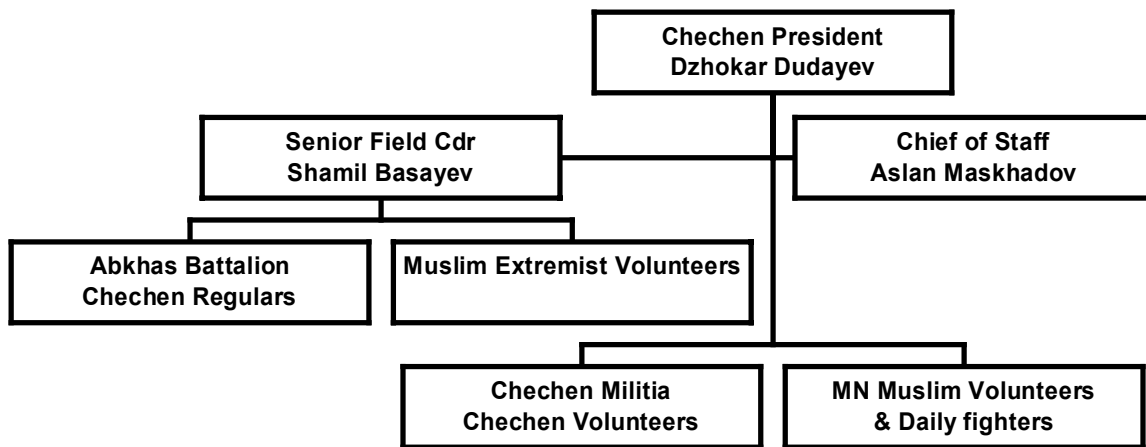 Chechen President
Dzhokar Dudayev
Senior Field Cdr
Shamil Basayev
Chief of Staff
Aslan Maskhadov
Abkhas Battalion
Chechen Regulars
Muslim Extremist Volunteers
Chechen Militia
Chechen Volunteers
MN Muslim Volunteers
& Daily fighters